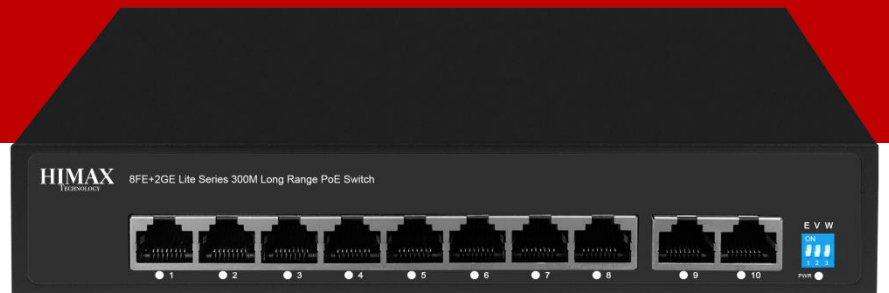 HIMAX
TECHNOLOGY
8FE+2GE Lite Series 300M Long Range PoE Switch
E V W
ON
1 2 3
1 2 3 4 5 6 7 8 9 10
PWR